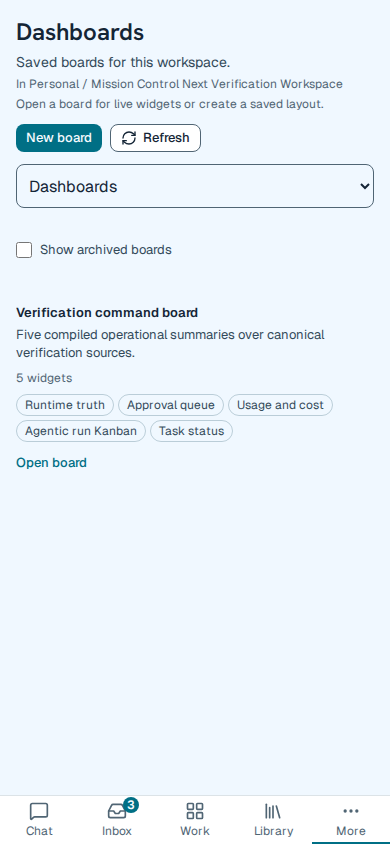 Dashboards
Saved boards for this workspace.
In Personal / Mission Control Next Verification Workspace
Open a board for live widgets or create a saved layout.
New board
Refresh
Dashboards
Show archived boards
Verification command board
Five compiled operational summaries over canonical
verification sources.
5 widgets
Runtime truth
Approval queue
Usage and cost
Agentic run Kanban
Task status
Open board
3
Chat
Inbox
Work
Library
More